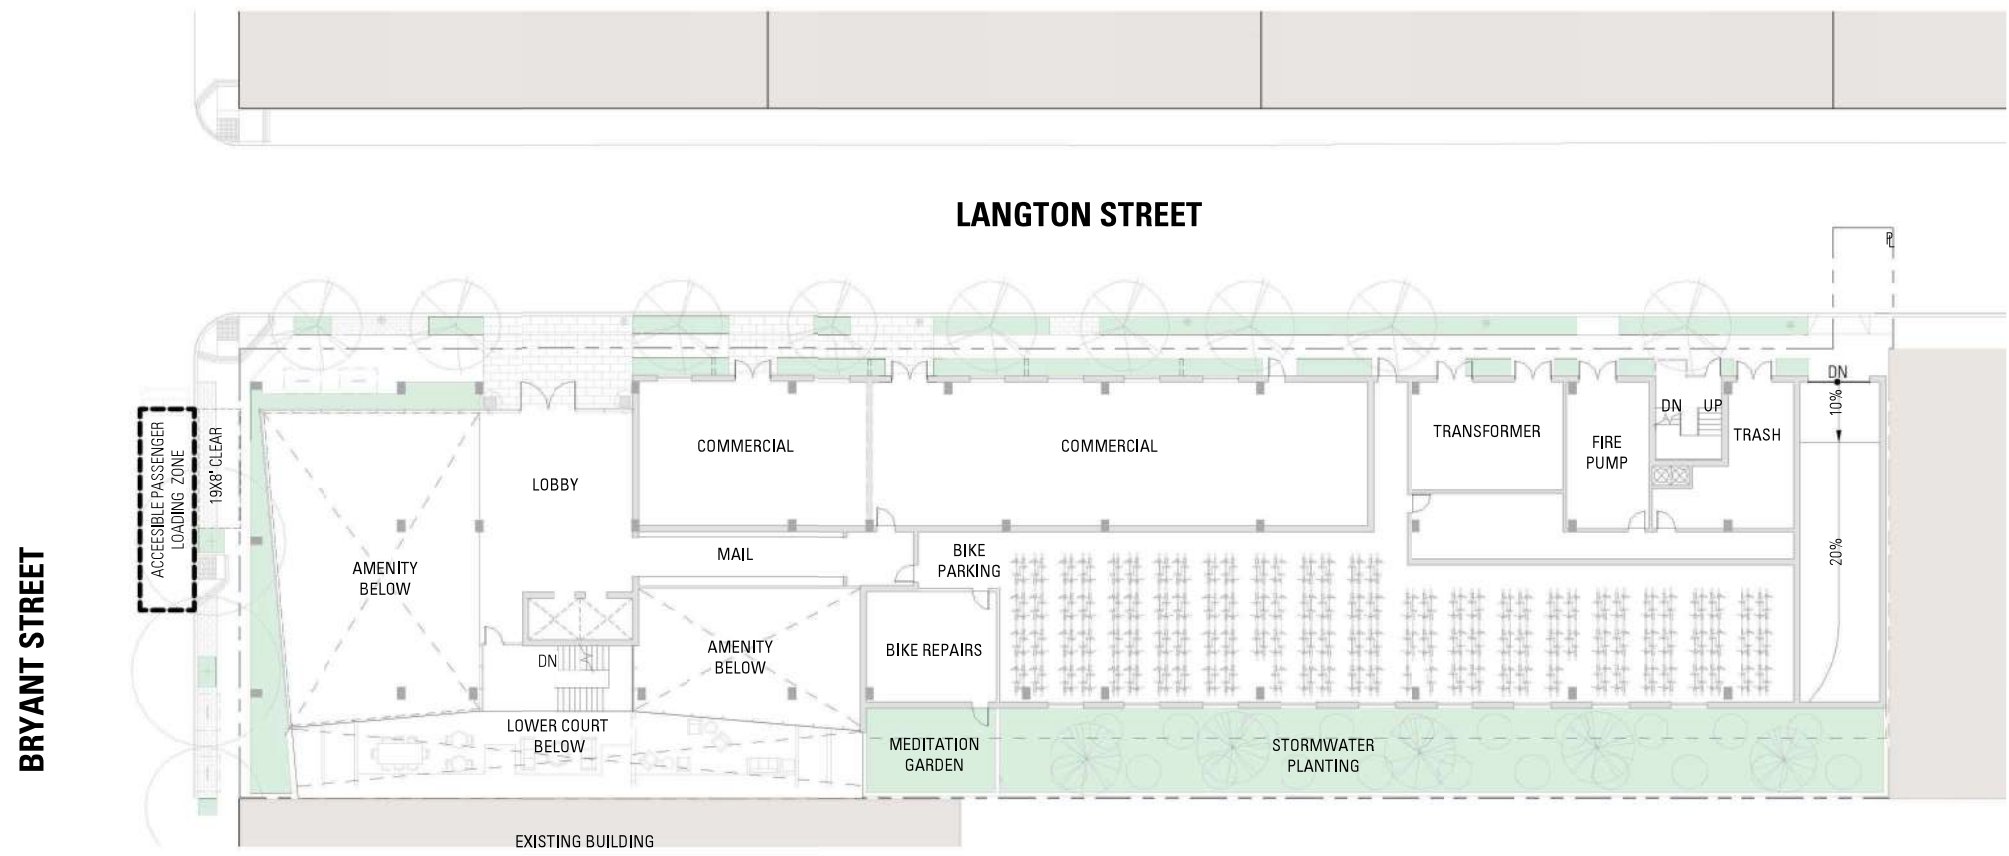 LANGTON STREET
PL
DN
10%
20%
DN UP
TRANSFORMER
FIRE
PUMP
TRASH
COMMERCIAL
COMMERCIAL
LOBBY
19X8' CLEAR
ACCEESIBLE PASSENGER
LOADING ZONE
BRYANT STREET
AMENITY
BELOW
MAIL
BIKE
PARKING
AMENITY
BELOW
BIKE REPAIRS
DN
LOWER COURT
BELOW
MEDITATION
GARDEN
STORMWATER
PLANTING
EXISTING BUILDING